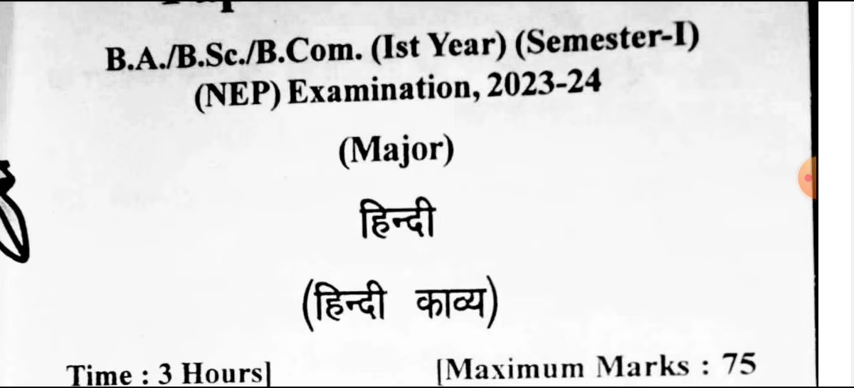 B.A./B.Sc./B.Com. (Ist Year) (Semester-I)
(NEP) Examination, 2023-24
(Major)
हिन्दी
(हिन्दी काव्य)
Time : 3 Hours] [Maximum Marks : 75